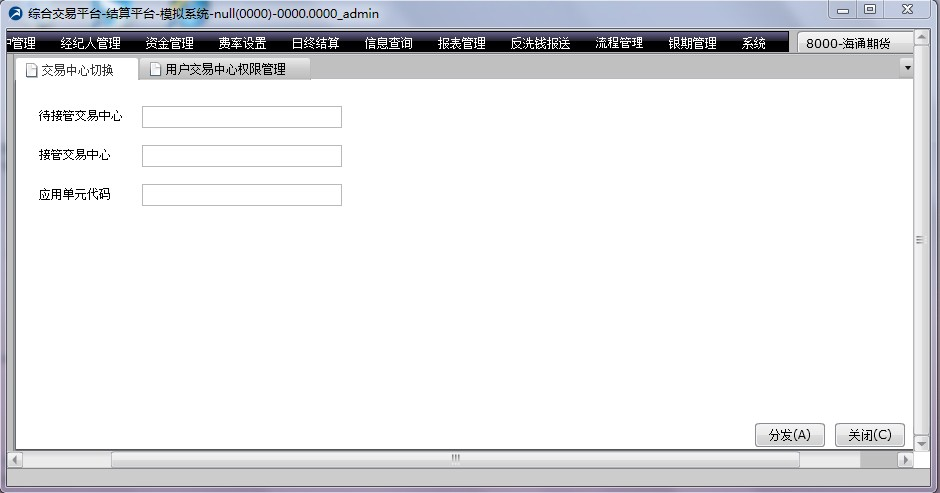 综合交易平台-结算平台-模拟系统-null(0000)-0000.0000_admin
户管理 经纪人管理 资金管理 费率设置 日终结算 信息查询 报表管理 反洗钱报送 流程管理 银期管理 系统 8000-海通期货
交易中心切换 用户交易中心权限管理
待接管交易中心
接管交易中心
应用单元代码
分发(A) 关闭(C)